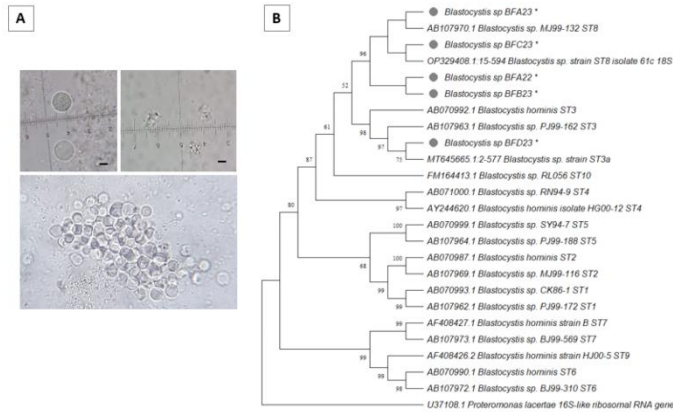 A
B
Blastocystis sp BFA23 *
AB107970.1 Blastocystis sp. MJ99-132 ST8
96
Blastocystis sp BFC23 *
OP329408.1:15-594 Blastocystis sp. strain ST8 isolate 61c 18S
Blastocystis sp BFA22 *
52
Blastocystis sp BFB23 *
AB070992.1 Blastocystis hominis ST3
61
AB107963.1 Blastocystis sp. PJ99-162 ST3
98
Blastocystis sp BFD23 *
97
87
MT645665.1:2-577 Blastocystis sp. strain ST3a
75
FM164413.1 Blastocystis sp. RL056 ST10
AB071000.1 Blastocystis sp. RN94-9 ST4
80
AY244620.1 Blastocystis hominis isolate HG00-12 ST4
97
AB070999.1 Blastocystis sp. SY94-7 ST5
100
AB107964.1 Blastocystis sp. PJ99-188 ST5
AB070987.1 Blastocystis hominis ST2
68
100
AB107969.1 Blastocystis sp. MJ99-116 ST2
AB070993.1 Blastocystis sp. CK86-1 ST1
99
AB107962.1 Blastocystis sp. PJ99-172 ST1
99
AF408427.1 Blastocystis hominis strain B ST7
99
AB107973.1 Blastocystis sp. BJ99-569 ST7
AF408426.2 Blastocystis hominis strain HJ00-5 ST9
99
AB070990.1 Blastocystis hominis ST6
99
AB107972.1 Blastocystis sp. BJ99-310 ST6
98
U37108.1 Proteromonas lacertae 16S-like ribosomal RNA gene